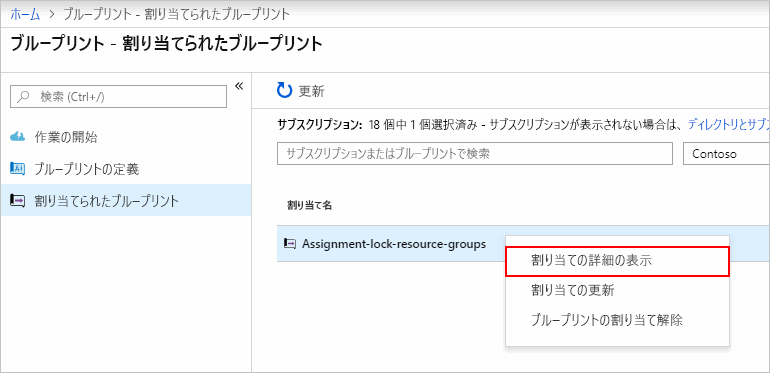 ホーム > ブループリント - 割り当てられたブループリント
ブループリント - 割り当てられたブループリント
検索 (Ctrl+/)
«
作業の開始
ブループリントの定義
割り当てられたブループリント
更新
サブスクリプション: 18 個中 1 個選択済み - サブスクリプションが表示されない場合は、ディレクトリとサブス
サブスクリプションまたはブループリントで検索
Contoso
割り当て名
Assignment-lock-resource-groups
割り当ての詳細の表示
割り当ての更新
ブループリントの割り当て解除